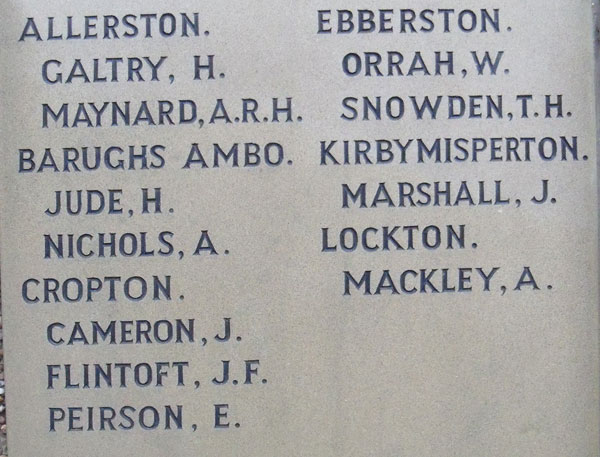 ALLERSTON.
GALTRY, H.
MAYNARD, A.R.H.
BARUGHS AMBO.
JUDE, H.
NICHOLS, A.
CROPTON.
CAMERON, J.
FLINTOFT, J.F.
PEIRSON, E.
EBBERSTON.
ORRAH, W.
SNOWDEN, T.H.
KIRBYMISPERTON.
MARSHALL, J.
LOCKTON.
MACKLEY, A.